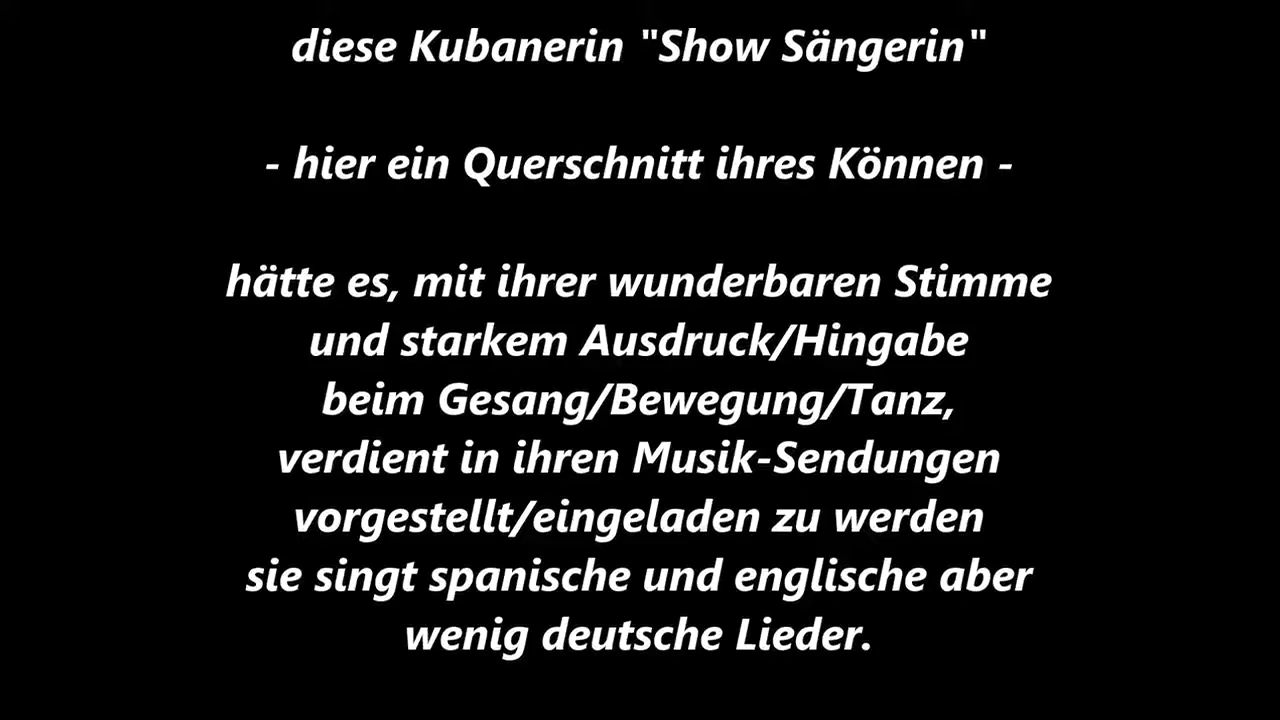 diese Kubanerin "Show Sängerin"
- hier ein Querschnitt ihres Können -
hätte es, mit ihrer wunderbaren Stimme
und starkem Ausdruck/Hingabe
beim Gesang/Bewegung/Tanz,
verdient in ihren Musik-Sendungen
vorgestellt/eingeladen zu werden
sie singt spanische und englische aber
wenig deutsche Lieder.